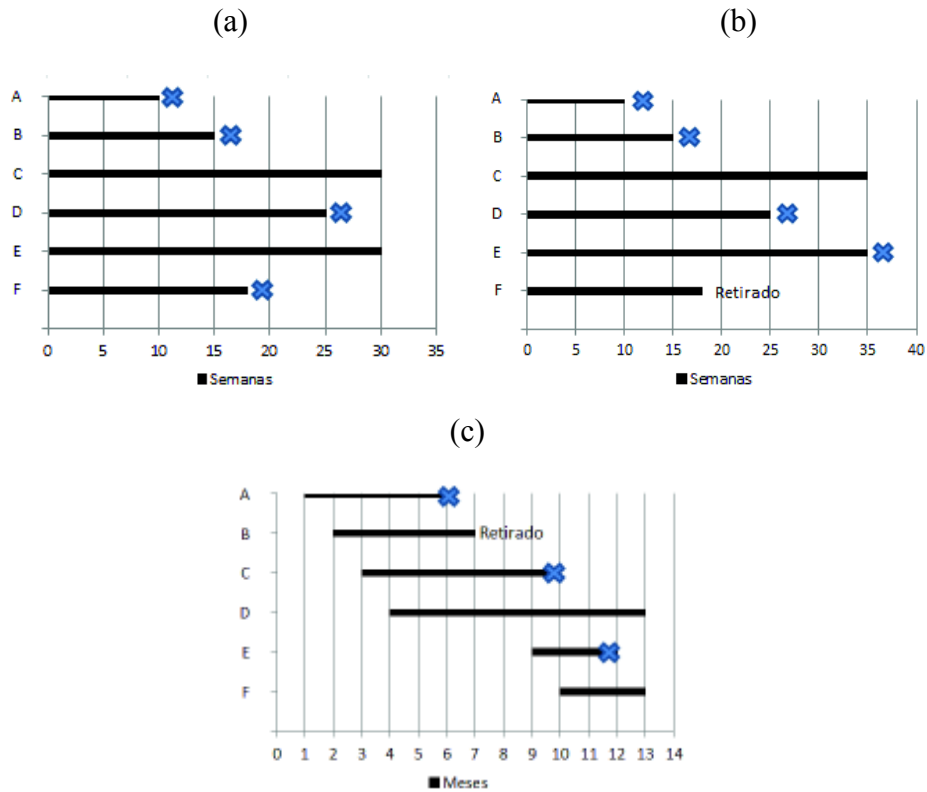 (a)
A
B
C
D
E
F
0 5 10 15 20 25 30 35
Semanas
(b)
A
B
C
D
E
F Retirado
0 5 10 15 20 25 30 35 40
Semanas
(c)
A
B Retirado
C
D
E
F
0 1 2 3 4 5 6 7 8 9 10 11 12 13 14
Meses